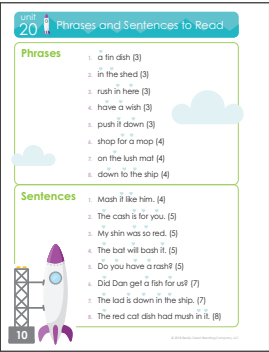 unit
20
Phrases and Sentences to Read
Phrases
1. a tin dish (3)
2. in the shed (3)
3. rush in here (3)
4. have a wish (3)
5. push it down (3)
6. shop for a mop (4)
7. on the lush mat (4)
8. down to the ship (4)
Sentences
1. Mash it like him. (4)
2. The cash is for you. (5)
3. My shin was so red. (5)
4. The bat will bash it. (5)
5. Do you have a rash? (5)
6. Did Dan get a fish for us? (7)
7. The lad is down in the ship. (7)
8. The red cat dish had mush in it. (8)
10